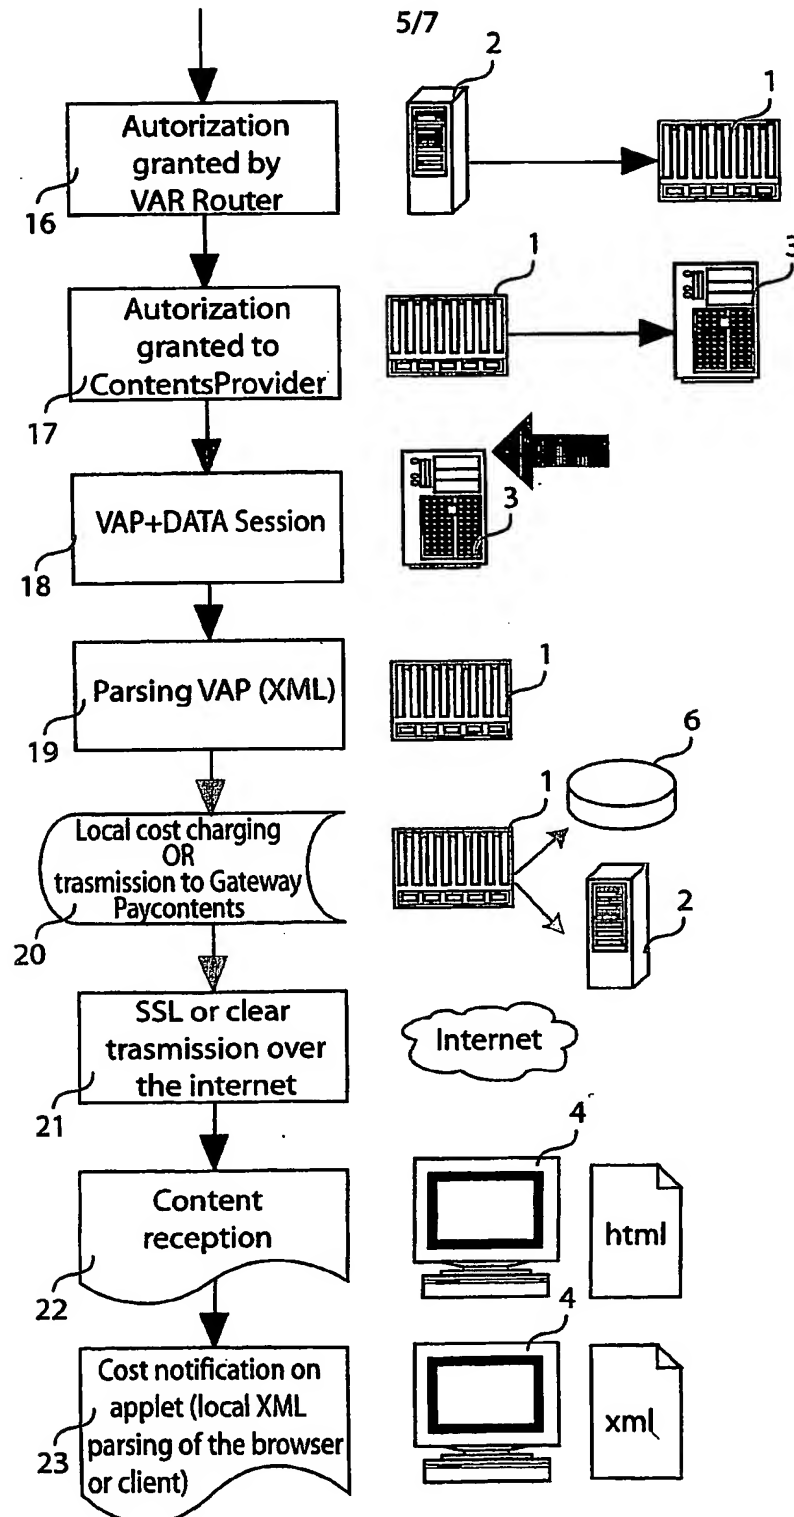 5/7
2
1
Autorization
granted by
VAR Router
16
1
3
Autorization
granted to
ContentsProvider
17
VAP+DATA Session
3
18
Parsing VAP (XML)
1
19
6
Local cost charging
OR
trasmission to Gateway
Paycontents
1
2
20
SSL or clear
trasmission over
the internet
Internet
21
4
Content
reception
html
22
4
Cost notification on
applet (local XML
parsing of the browser
or client)
xml
23